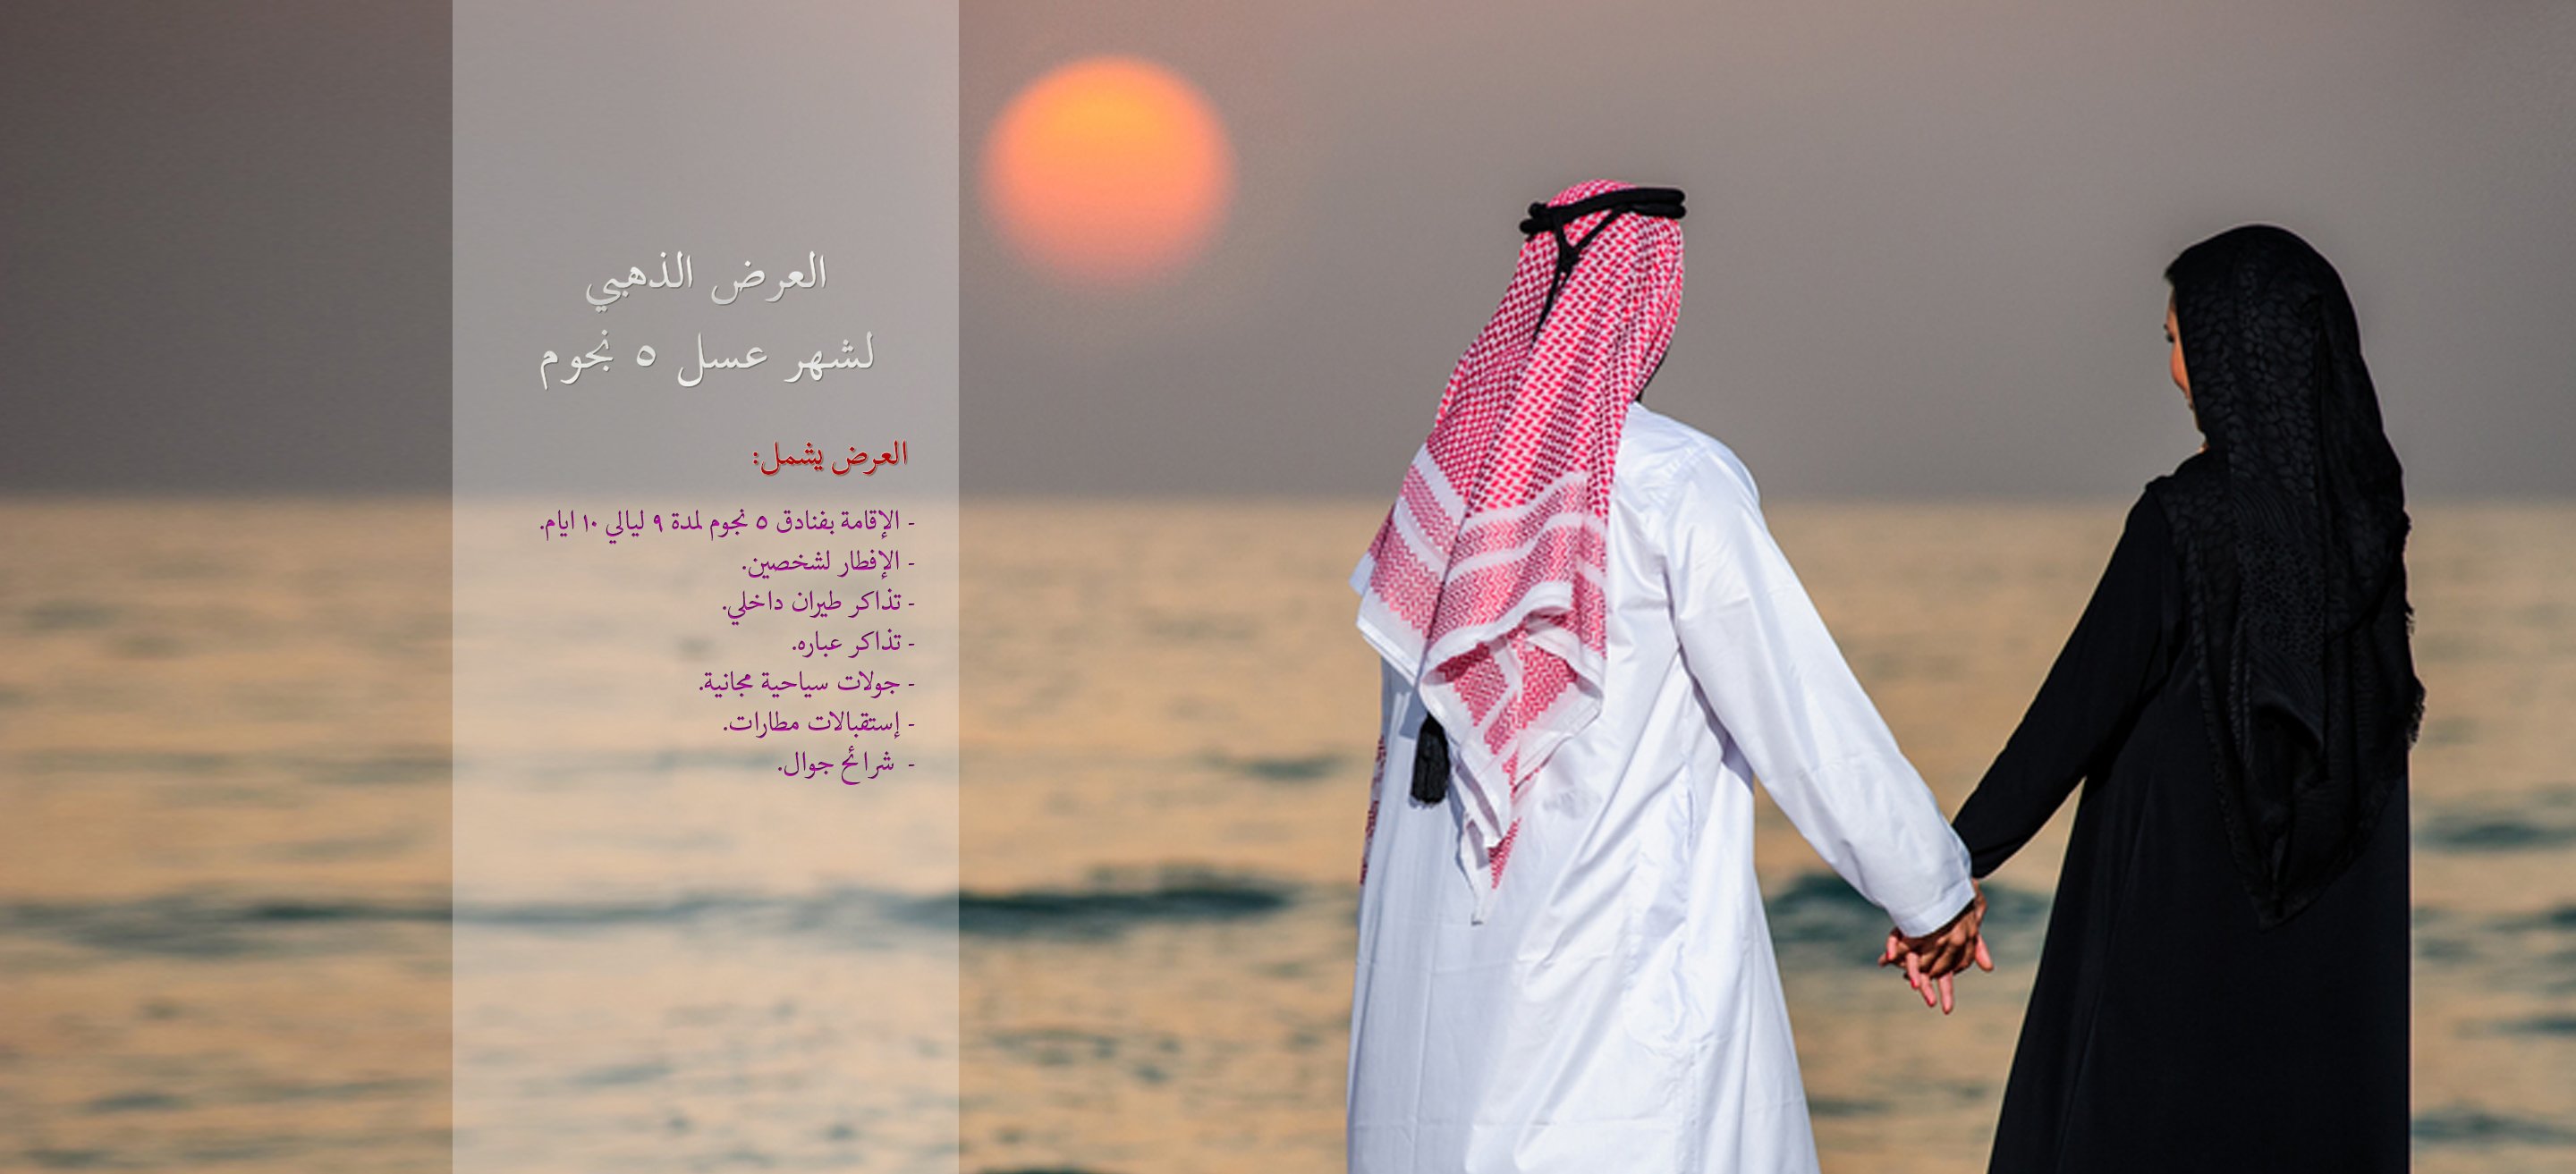 العرض الذهبي
لشهر عسل ٥ نجوم
العرض يشمل:
- الإقامة بفنادق ٥ نجوم لمدة ٩ ليالي ١٠ ايام.
- الإفطار لشخصين.
- تذاكر طيران داخلي.
- تذاكر عباره.
- جولات سياحية مجانية.
- إستقبالات مطارات.
- شرائح جوال.